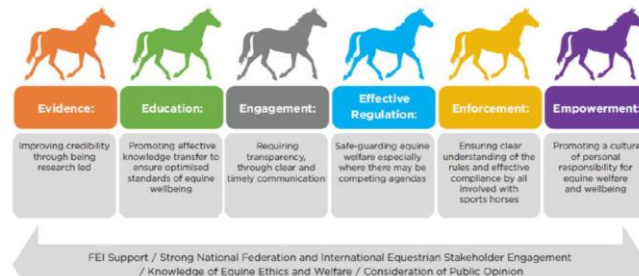 Evidence:
Education:
Engagement:
Effective
Regulation:
Enforcement:
Empowerment:
Improving credibility
through being
research led
Promoting effective
knowledge transfer to
ensure optimised
standards of equine
wellbeing
Requiring
transparency,
through clear and
timely communication
Safe-guarding equine
welfare especially
where there may be
competing agendas
Ensuring clear
understanding of the
rules and effective
compliance by all
involved with
sports horses
Promoting a culture
of personal
responsibility for
equine welfare
and wellbeing
FEI Support / Strong National Federation and International Equestrian Stakeholder Engagement
/ Knowledge of Equine Ethics and Welfare / Consideration of Public Opinion